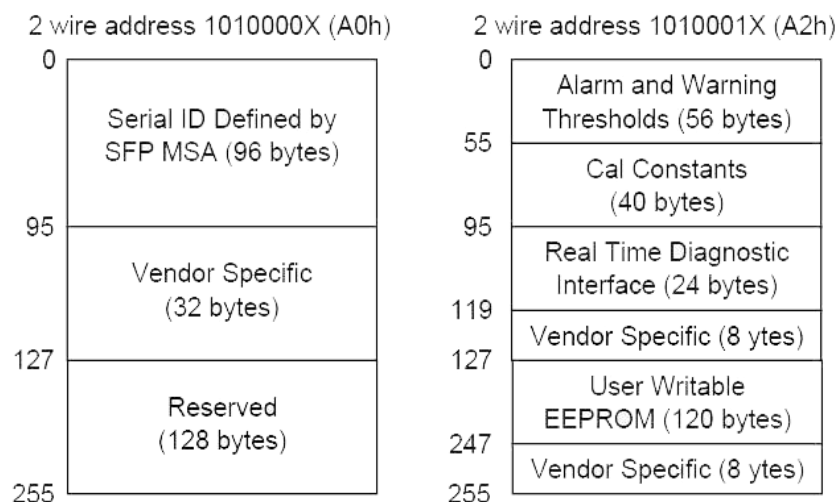 2 wire address 1010000X (A0h)
0
Serial ID Defined by
SFP MSA (96 bytes)
95
Vendor Specific
(32 bytes)
127
Reserved
(128 bytes)
255
2 wire address 1010001X (A2h)
0
Alarm and Warning
Thresholds (56 bytes)
55
Cal Constants
(40 bytes)
95
Real Time Diagnostic
Interface (24 bytes)
119
Vendor Specific (8 ytes)
127
User Writable
EEPROM (120 bytes)
247
Vendor Specific (8 ytes)
255